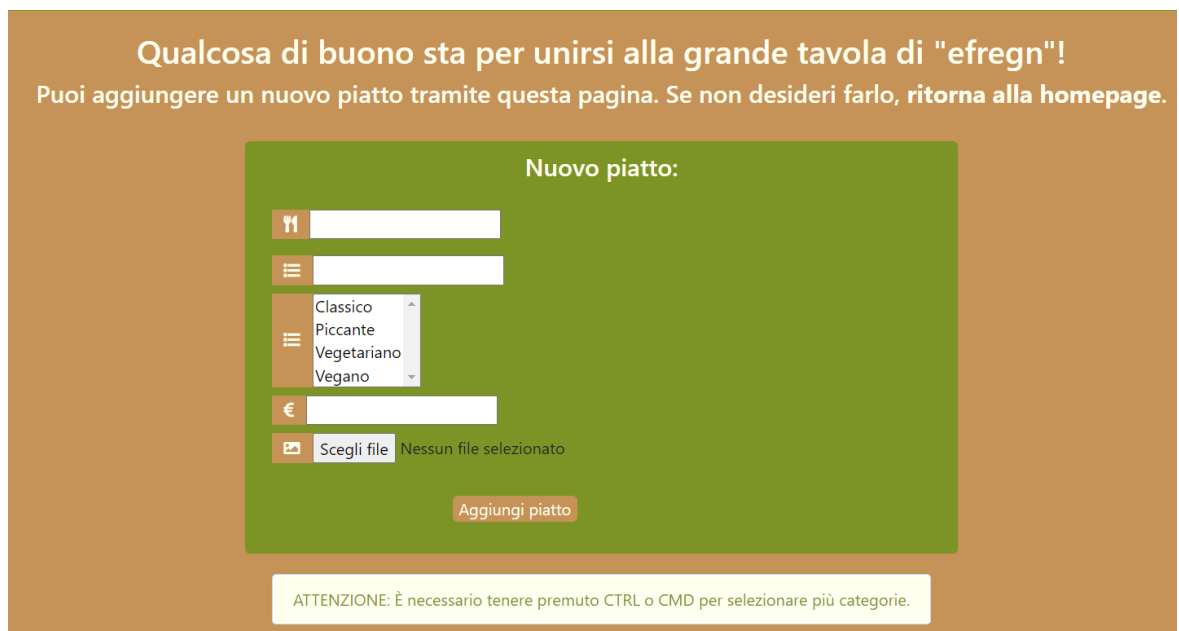 Qualcosa di buono sta per unirsi alla grande tavola di "efregn"!
Puoi aggiungere un nuovo piatto tramite questa pagina. Se non desideri farlo, ritorna alla homepage.
Nuovo piatto:
Classico
Piccante
Vegetariano
Vegano
€
Scegli file Nessun file selezionato
Aggiungi piatto
ATTENZIONE: È necessario tenere premuto CTRL o CMD per selezionare più categorie.